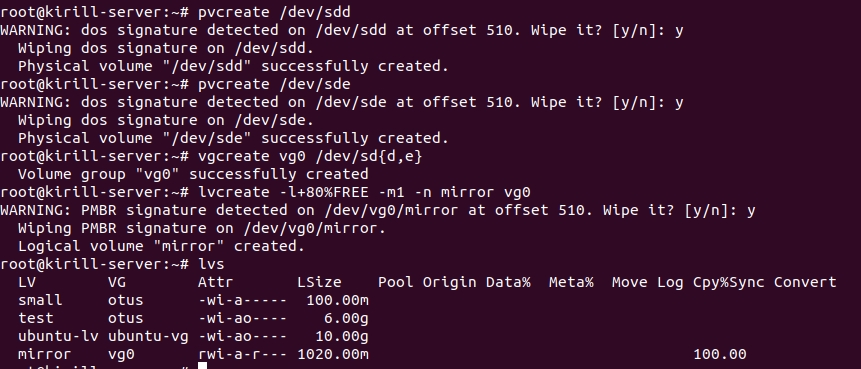 root@kirill-server:~# pvcreate /dev/sdd
WARNING: dos signature detected on /dev/sdd at offset 510. Wipe it? [y/n]: y
  Wiping dos signature on /dev/sdd.
  Physical volume "/dev/sdd" successfully created.
root@kirill-server:~# pvcreate /dev/sde
WARNING: dos signature detected on /dev/sde at offset 510. Wipe it? [y/n]: y
  Wiping dos signature on /dev/sde.
  Physical volume "/dev/sde" successfully created.
root@kirill-server:~# vgcreate vg0 /dev/sd{d,e}
  Volume group "vg0" successfully created
root@kirill-server:~# lvcreate -l+80%FREE -m1 -n mirror vg0
WARNING: PMBR signature detected on /dev/vg0/mirror at offset 510. Wipe it? [y/n]: y
  Wiping PMBR signature on /dev/vg0/mirror.
  Logical volume "mirror" created.
root@kirill-server:~# lvs
  LV        VG        Attr       LSize    Pool Origin Data%  Meta%  Move Log Cpy%Sync Convert
  small     otus      -wi-a-----  100.00m
  test      otus      -wi-ao----    6.00g
  ubuntu-lv ubuntu-vg -wi-ao----   10.00g
  mirror    vg0       rwi-a-r--- 1020.00m                                    100.00
root@kirill-server:~#